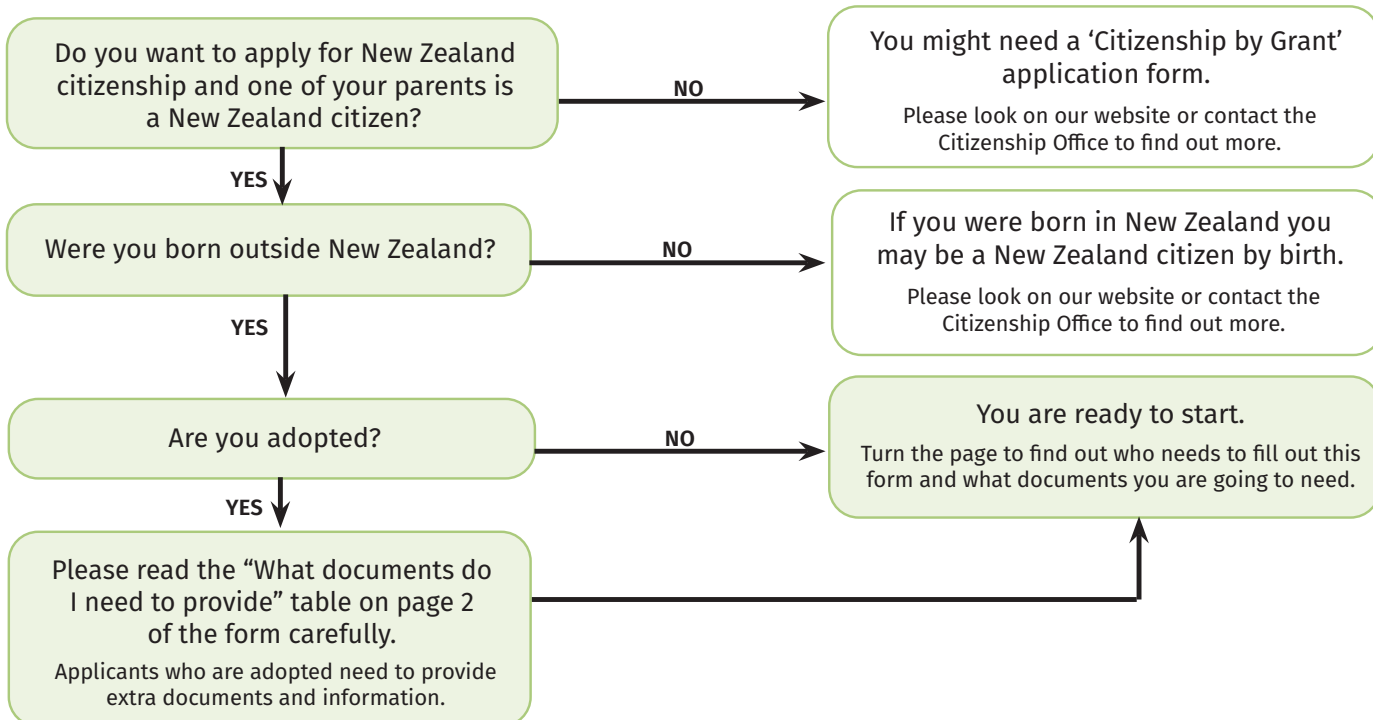 Do you want to apply for New Zealand
citizenship and one of your parents is
a New Zealand citizen?
NO
You might need a ‘Citizenship by Grant’
application form.
Please look on our website or contact the
Citizenship Office to find out more.
YES
Were you born outside New Zealand?
NO
If you were born in New Zealand you
may be a New Zealand citizen by birth.
Please look on our website or contact the
Citizenship Office to find out more.
YES
Are you adopted?
NO
You are ready to start.
Turn the page to find out who needs to fill out this
form and what documents you are going to need.
YES
Please read the “What documents do
I need to provide” table on page 2
of the form carefully.
Applicants who are adopted need to provide
extra documents and information.